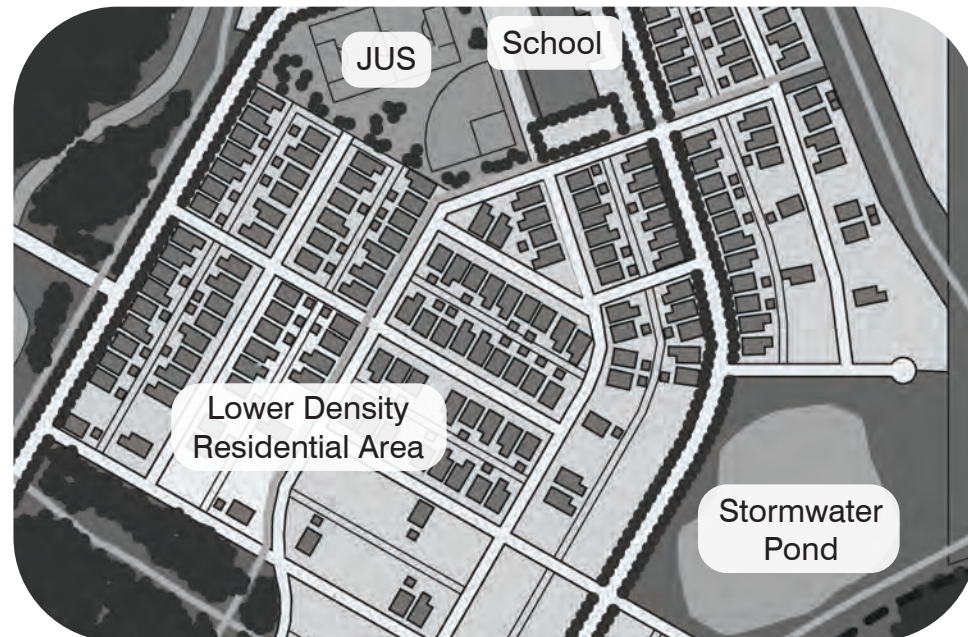 JUS
School
Lower Density
Residential Area
Stormwater
Pond